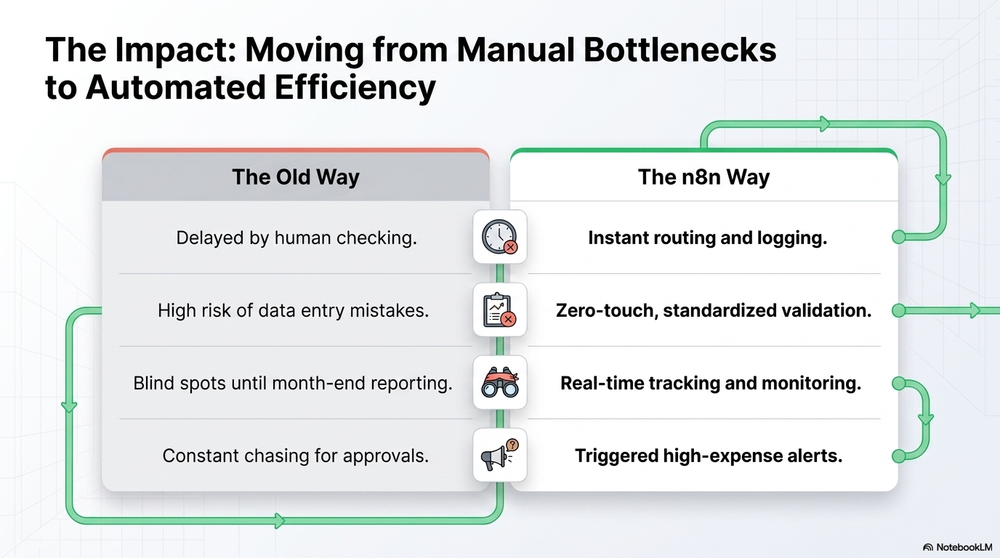 The Impact: Moving from Manual Bottlenecks
to Automated Efficiency
The Old Way
The n8n Way
Delayed by human checking.
Instant routing and logging.
High risk of data entry mistakes.
Zero-touch, standardized validation.
Blind spots until month-end reporting.
Real-time tracking and monitoring.
Constant chasing for approvals.
?
Triggered high-expense alerts.
NotebookLM